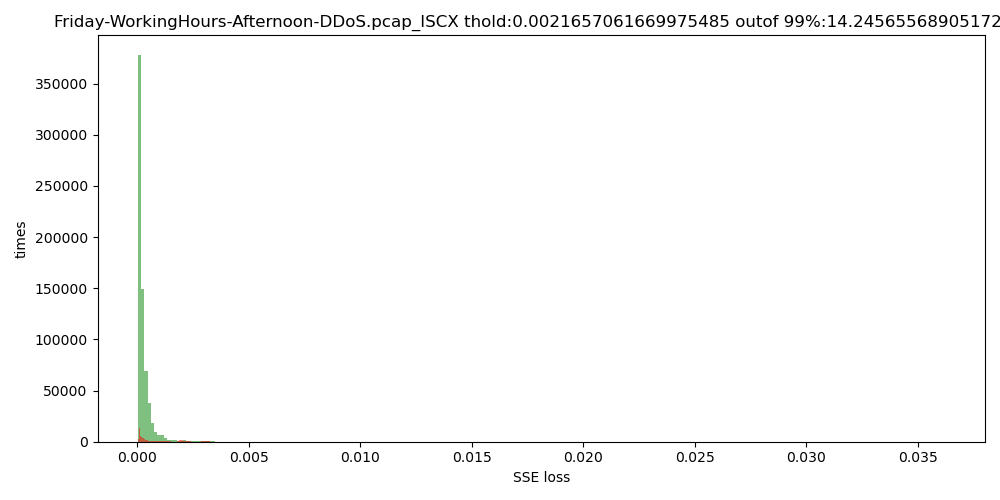 Friday-WorkingHours-Afternoon-DDoS.pcap_ISCX thold:0.0021657061669975485 outof 99%:14.24565568905172
350000
300000
250000
200000
150000
100000
50000
0
times
0.000 0.005 0.010 0.015 0.020 0.025 0.030 0.035
SSE loss